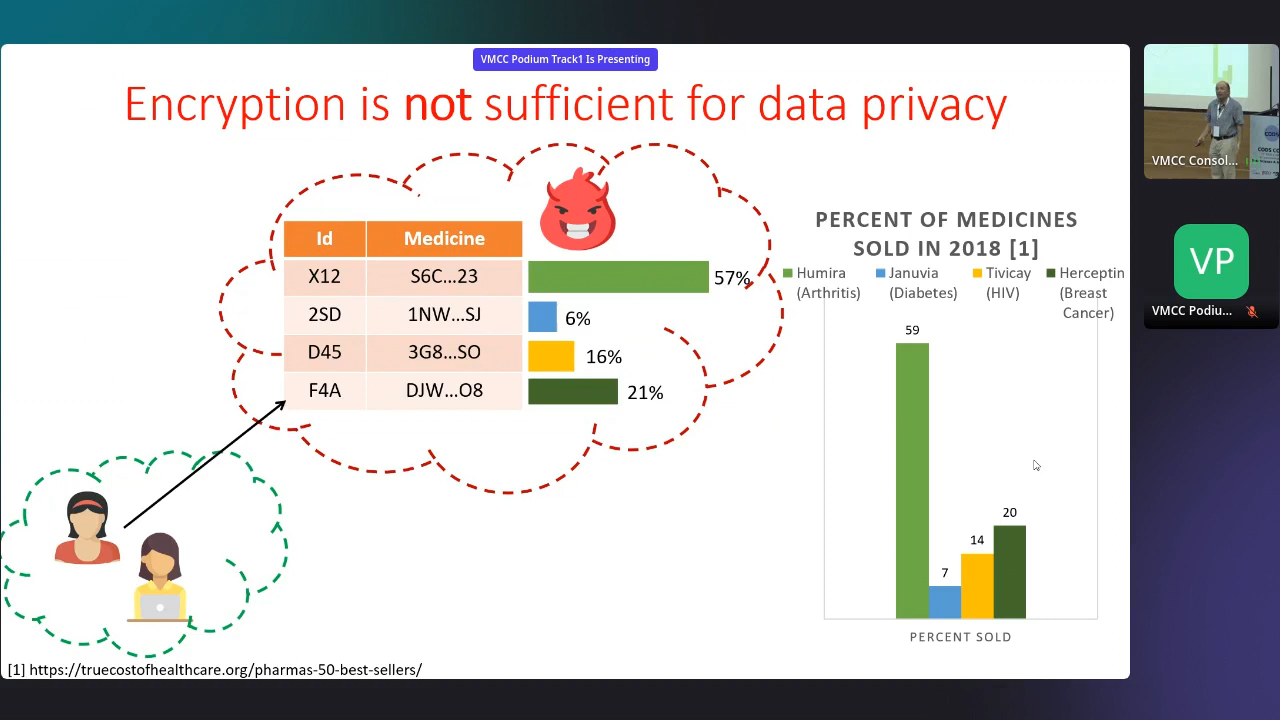 VMCC Podium Track1 Is Presenting
Encryption is not sufficient for data privacy
Id Medicine
X12 S6C...23 57%
2SD 1NW...SJ 6%
D45 3G8...SO 16%
F4A DJW...O8 21%
PERCENT OF MEDICINES
SOLD IN 2018 [1]
Humira Januvia Tivicay Herceptin
(Arthritis) (Diabetes) (HIV) (Breast
Cancer)
59
7
14
20
PERCENT SOLD
[1] https://truecostofhealthcare.org/pharmas-50-best-sellers/
VMCC Consol...
VP
VMCC Podiu...